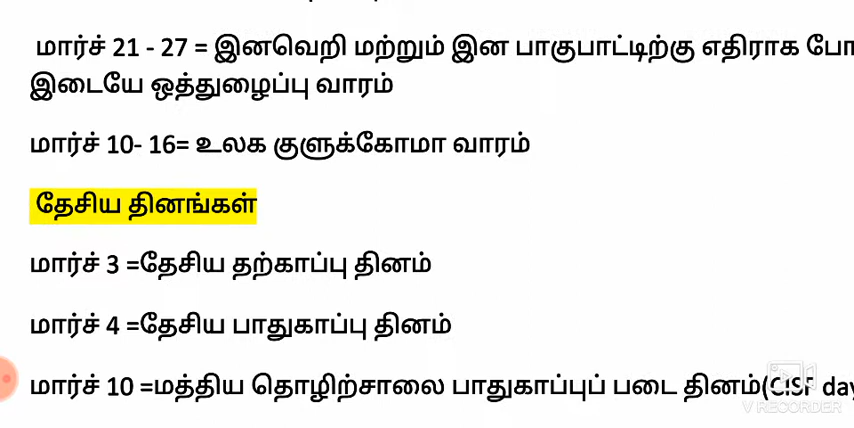 மார்ச் 21 - 27 = இனவெறி மற்றும் இன பாகுபாட்டிற்கு எதிராக
இடையே ஒத்துழைப்பு வாரம்
மார்ச் 10- 16= உலக குளுக்கோமா வாரம்
தேசிய தினங்கள்
மார்ச் 3 =தேசிய தற்காப்பு தினம்
மார்ச் 4 =தேசிய பாதுகாப்பு தினம்
மார்ச் 10 =மத்திய தொழிற்சாலை பாதுகாப்புப் படை தினம்(CISF day
V RECORDER